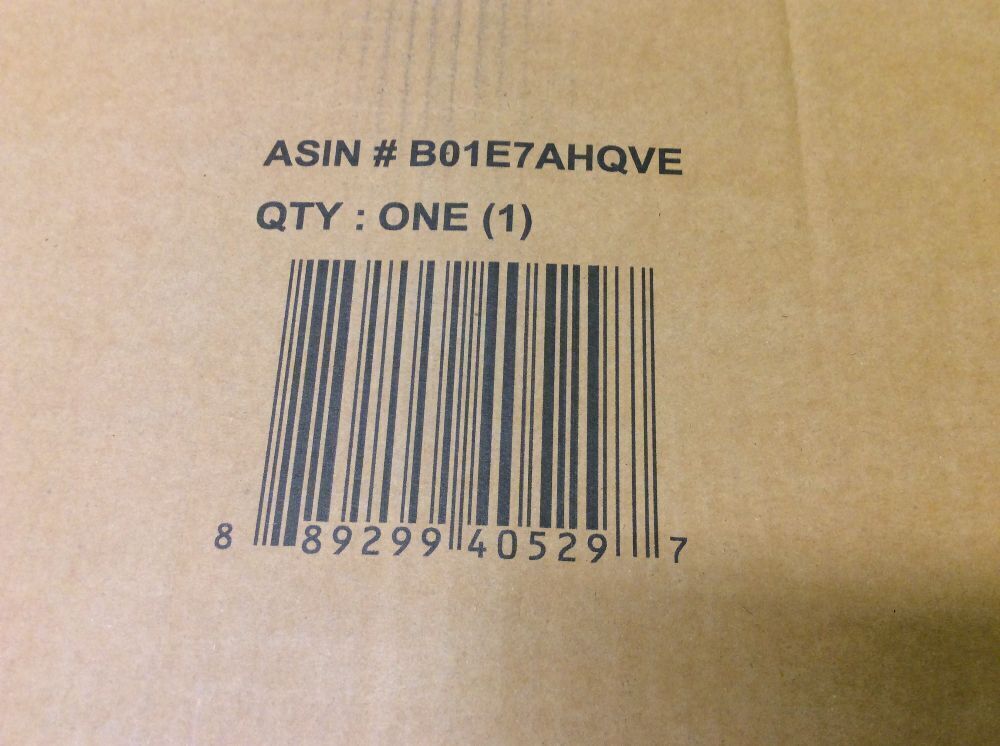 ASIN # B01E7AHQVE
QTY : ONE (1)
8 89299 40529 7